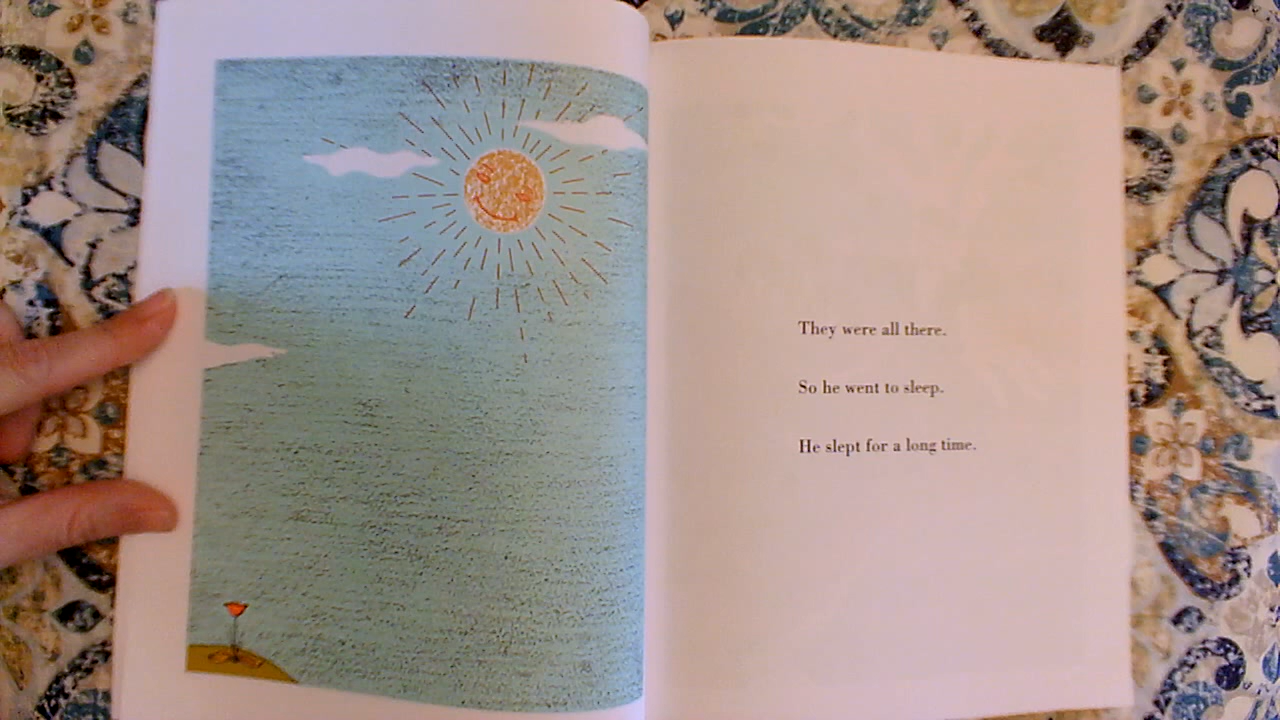 They were all there.
So he went to sleep.
He slept for a long time.